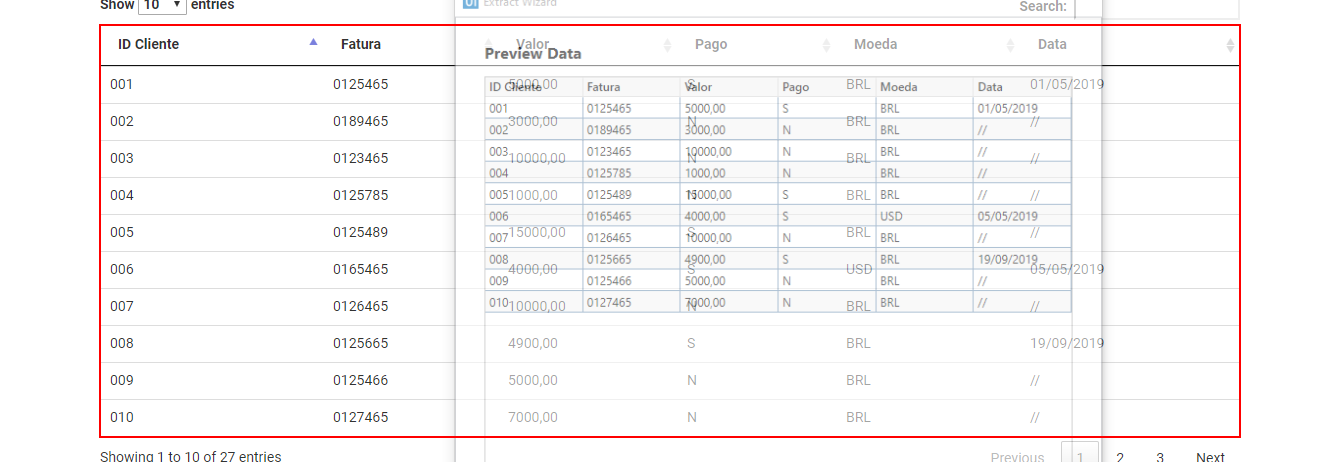 Show 10 entries
UI Extract Wizard
Search:
ID Cliente Fatura Valor Pago Moeda Data
001 0125465 5000,00 S BRL 01/05/2019
002 0189465 3000,00 N BRL //
003 0123465 10000,00 N BRL //
004 0125785 1000,00 N BRL //
005 0125489 15000,00 S BRL //
006 0165465 4000,00 S USD 05/05/2019
007 0126465 10000,00 N BRL //
008 0125665 4900,00 S BRL 19/09/2019
009 0125466 5000,00 N BRL //
010 0127465 7000,00 N BRL //
Preview Data
ID Cliente Fatura Valor Pago Moeda Data
001 0125465 5000,00 S BRL 01/05/2019
002 0189465 3000,00 N BRL //
003 0123465 10000,00 N BRL //
004 0125785 1000,00 N BRL //
005 0125489 15000,00 S BRL //
006 0165465 4000,00 S USD 05/05/2019
007 0126465 10000,00 N BRL //
008 0125665 4900,00 S BRL 19/09/2019
009 0125466 5000,00 N BRL //
010 0127465 7000,00 N BRL //
Showing 1 to 10 of 27 entries
Previous 1 2 3 Next